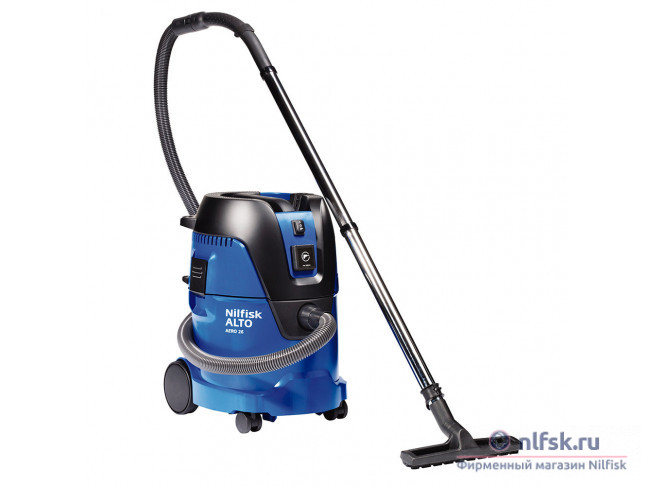 Nilfisk
ALTO
AERO 26
nlfsk.ru
Фирменный магазин Nilfisk